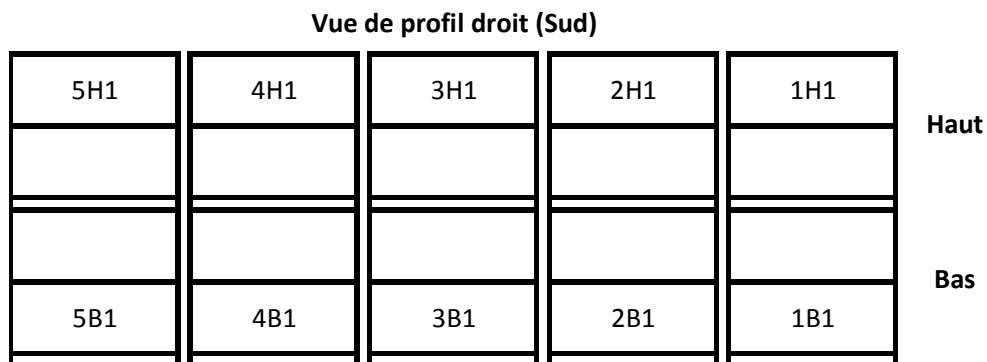 Vue de profil droit (Sud)
5H1 4H1 3H1 2H1 1H1
Haut
Bas
5B1 4B1 3B1 2B1 1B1